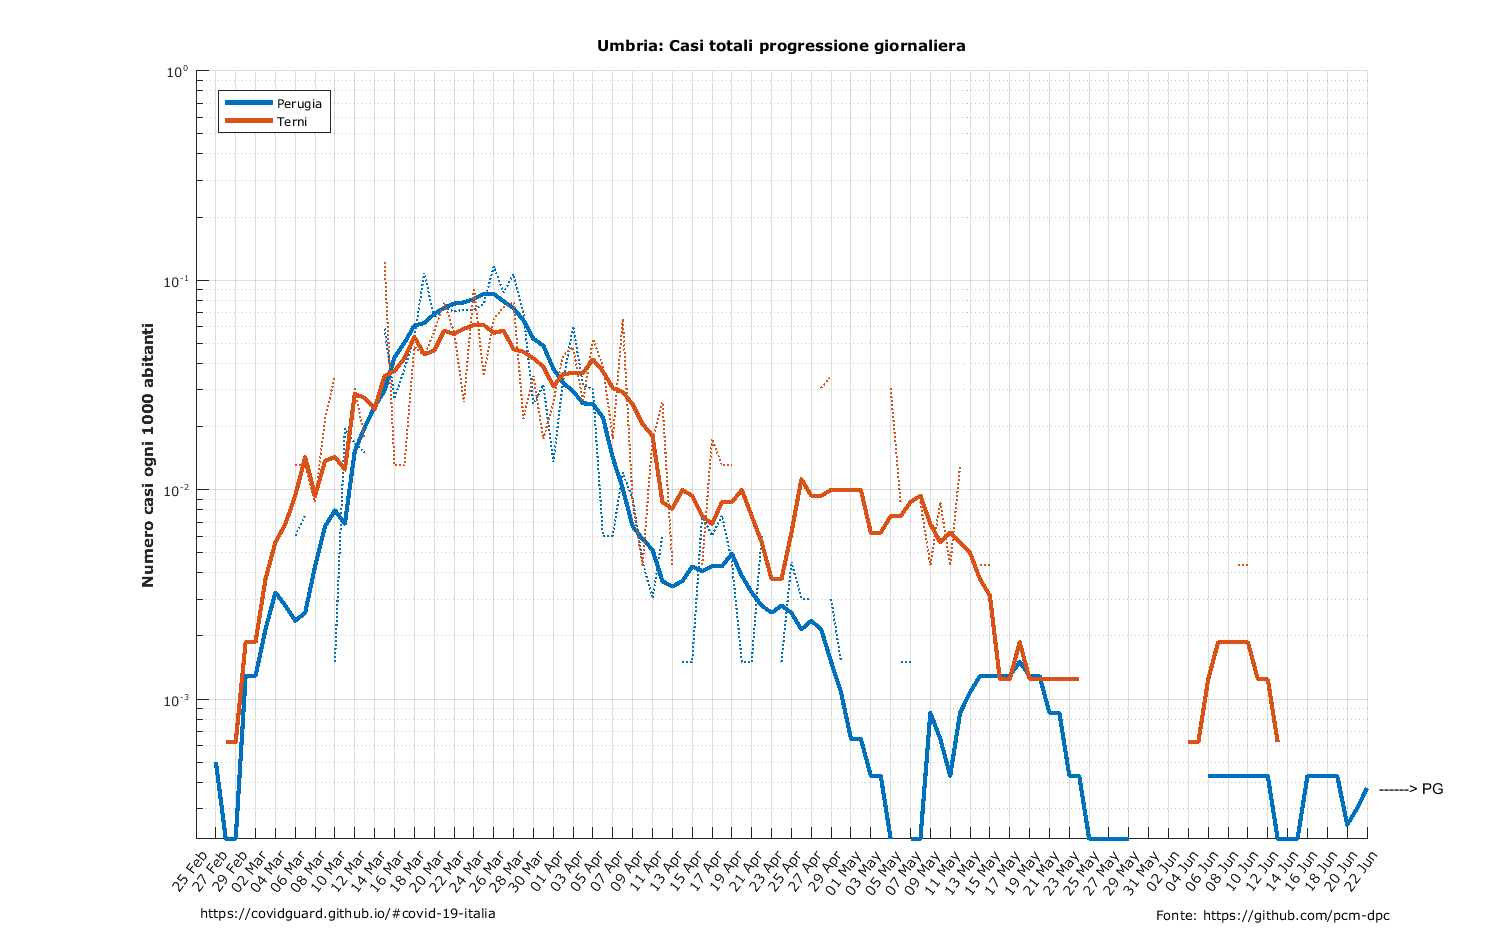 Umbria: Casi totali progressione giornaliera
10^0
10^-1
10^-2
10^-3
Numero casi ogni 1000 abitanti
Perugia
Terni
------> PG
25 Feb
27 Feb
29 Feb
02 Mar
04 Mar
06 Mar
08 Mar
10 Mar
12 Mar
14 Mar
16 Mar
18 Mar
20 Mar
22 Mar
24 Mar
26 Mar
28 Mar
30 Mar
01 Apr
03 Apr
05 Apr
07 Apr
09 Apr
11 Apr
13 Apr
15 Apr
17 Apr
19 Apr
21 Apr
23 Apr
25 Apr
27 Apr
29 Apr
01 May
03 May
05 May
07 May
09 May
11 May
13 May
15 May
17 May
19 May
21 May
23 May
25 May
27 May
29 May
31 May
02 Jun
04 Jun
06 Jun
08 Jun
10 Jun
12 Jun
14 Jun
16 Jun
18 Jun
20 Jun
22 Jun
https://covidguard.github.io/#covid-19-italia
Fonte: https://github.com/pcm-dpc